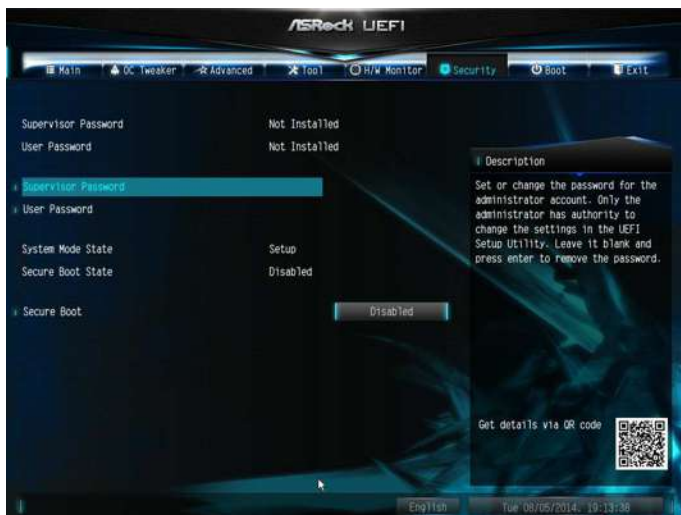 ASRock UEFI
Main OC Tweaker Advanced Tool H/W Monitor Security Boot Exit
Supervisor Password Not Installed
User Password Not Installed
Supervisor Password
User Password
System Mode State Setup
Secure Boot State Disabled
Secure Boot Disabled
Description
Set or change the password for the
administrator account. Only the
administrator has authority to
change the settings in the UEFI
Setup Utility. Leave it blank and
press enter to remove the password.
Get details via QR code
English Tue 08/05/2014. 19:13:38